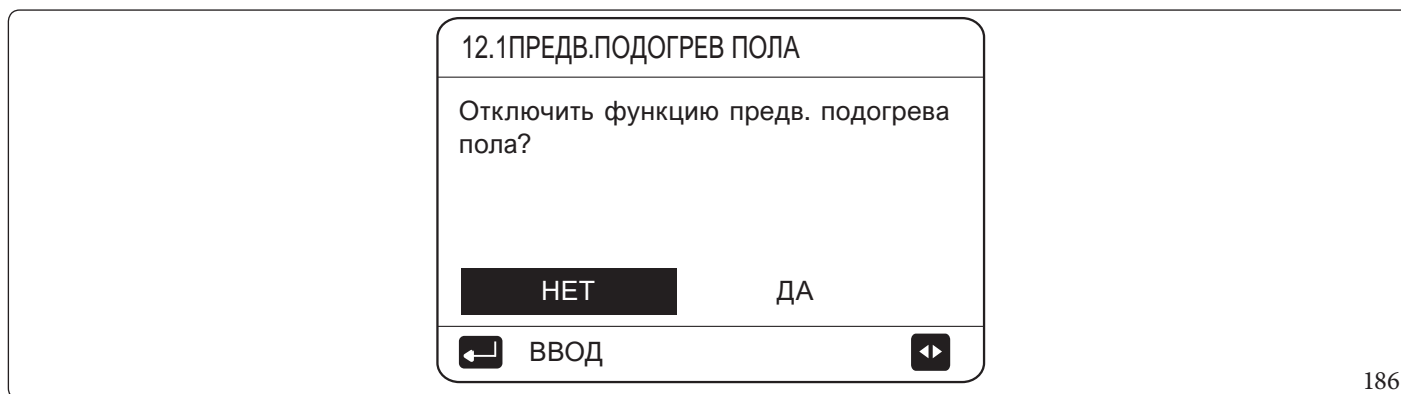 12.1ПРЕДВ.ПОДОГРЕВ ПОЛА
Отключить функцию предв. подогрева
пола?
НЕТ ДА
ВВОД
186